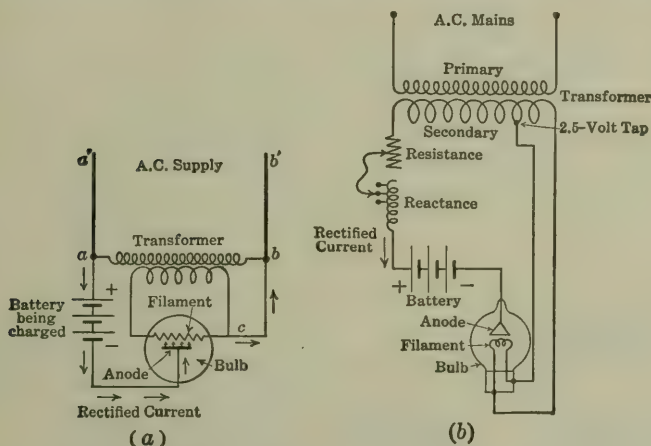 a′
A.C. Supply
b′
a
Transformer
b
Battery
being
charged
+
−
Filament
c
Anode
Bulb
Rectified Current
(a)
A.C. Mains
Primary
Transformer
Secondary
2.5-Volt Tap
Resistance
Reactance
Rectified
Current
+
Battery
−
Anode
Filament
Bulb
(b)